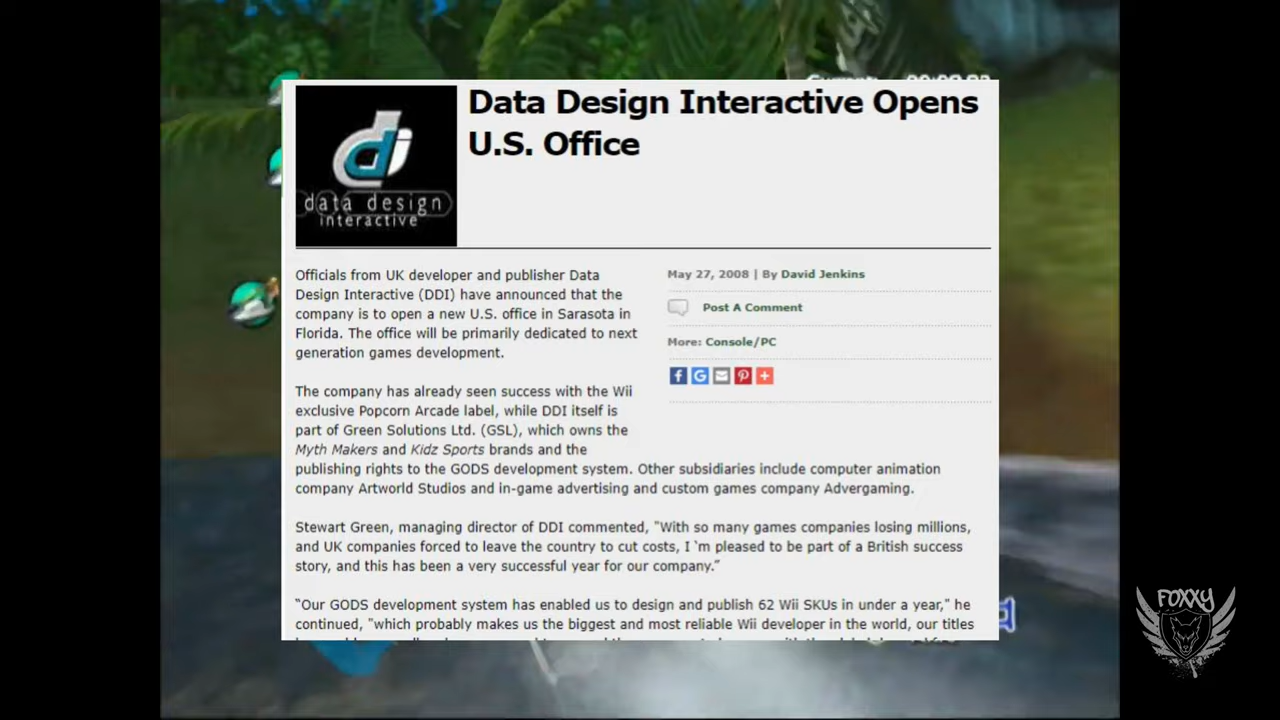 Data Design Interactive Opens
U.S. Office
data design
interactive
Officials from UK developer and publisher Data
Design Interactive (DDI) have announced that the
company is to open a new U.S. office in Sarasota in
Florida. The office will be primarily dedicated to next
generation games development.
May 27, 2008 | By David Jenkins
Post A Comment
More: Console/PC
The company has already seen success with the Wii
exclusive Popcorn Arcade label, while DDI itself is
part of Green Solutions Ltd. (GSL), which owns the
Myth Makers and Kidz Sports brands and the
publishing rights to the GODS development system. Other subsidiaries include computer animation
company Artworld Studios and in-game advertising and custom games company Advergaming.
Stewart Green, managing director of DDI commented, "With so many games companies losing millions,
and UK companies forced to leave the country to cut costs, I `m pleased to be part of a British success
story, and this has been a very successful year for our company.”
“Our GODS development system has enabled us to design and publish 62 Wii SKUs in under a year," he
continued, "which probably makes us the biggest and most reliable Wii developer in the world, our titles
FOXXY